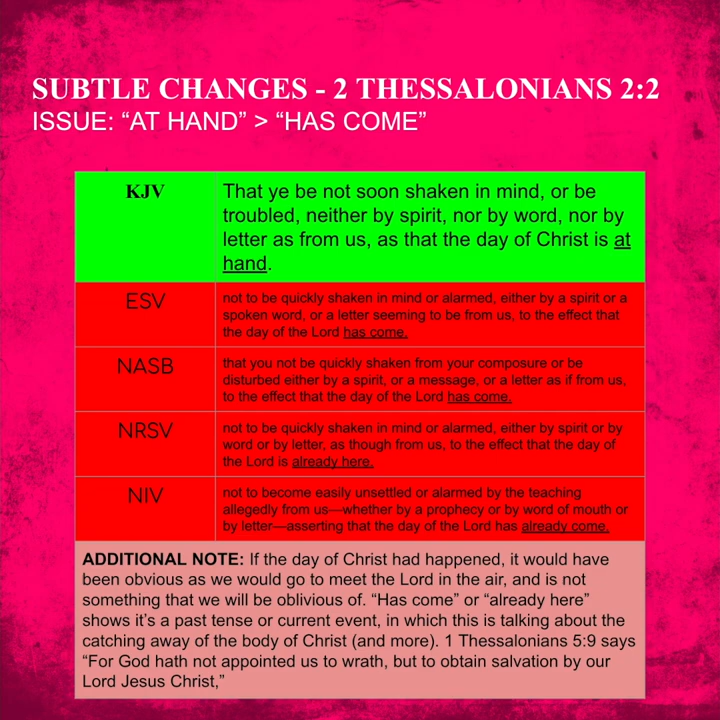 SUBTLE CHANGES - 2 THESSALONIANS 2:2
ISSUE: “AT HAND” > “HAS COME”
KJV
That ye be not soon shaken in mind, or be
troubled, neither by spirit, nor by word, nor by
letter as from us, as that the day of Christ is at
hand.
ESV
not to be quickly shaken in mind or alarmed, either by a spirit or a
spoken word, or a letter seeming to be from us, to the effect that
the day of the Lord has come.
NASB
that you not be quickly shaken from your composure or be
disturbed either by a spirit, or a message, or a letter as if from us,
to the effect that the day of the Lord has come.
NRSV
not to be quickly shaken in mind or alarmed, either by spirit or by
word or by letter, as though from us, to the effect that the day of
the Lord is already here.
NIV
not to become easily unsettled or alarmed by the teaching
allegedly from us—whether by a prophecy or by word of mouth or
by letter—asserting that the day of the Lord has already come.
ADDITIONAL NOTE: If the day of Christ had happened, it would have
been obvious as we would go to meet the Lord in the air, and is not
something that we will be oblivious of. “Has come” or “already here”
shows it’s a past tense or current event, in which this is talking about the
catching away of the body of Christ (and more). 1 Thessalonians 5:9 says
“For God hath not appointed us to wrath, but to obtain salvation by our
Lord Jesus Christ,”